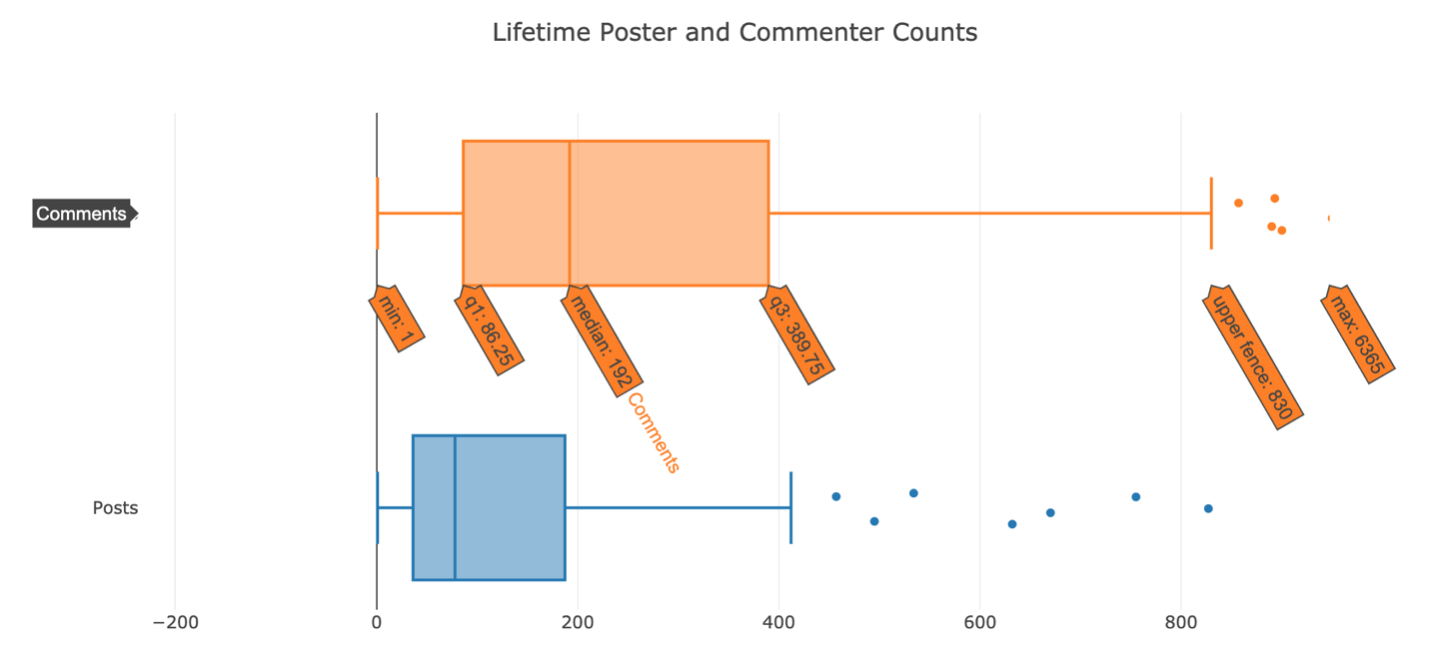 Lifetime Poster and Commenter Counts
Comments
min: 1
q1: 86.25
median: 192
Comments
q3: 389.75
upper fence: 830
max: 6365
Posts
−200
0
200
400
600
800